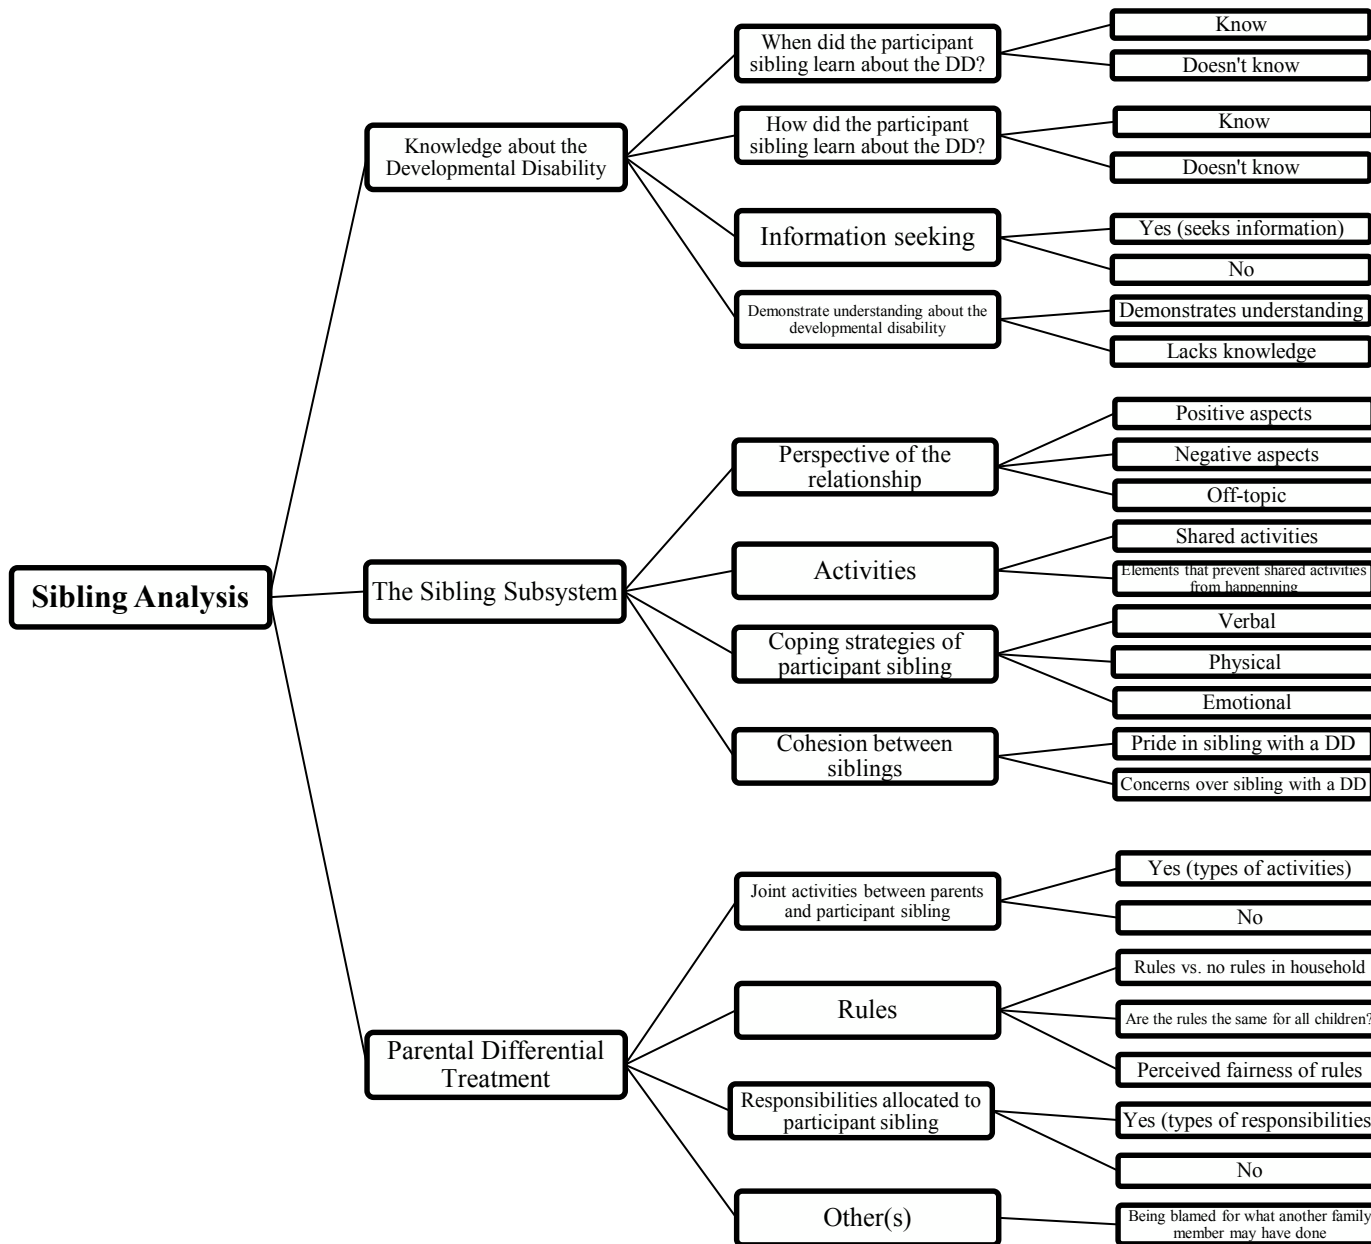 Sibling Analysis
Knowledge about the
Developmental Disability
When did the participant
sibling learn about the DD?
Know
Doesn't know
How did the participant
sibling learn about the DD?
Know
Doesn't know
Information seeking
Yes (seeks information)
No
Demonstrate understanding about the
developmental disability
Demonstrates understanding
Lacks knowledge
The Sibling Subsystem
Perspective of the
relationship
Positive aspects
Negative aspects
Off-topic
Activities
Shared activities
Elements that prevent shared activities
from happenning
Coping strategies of
participant sibling
Verbal
Physical
Emotional
Cohesion between
siblings
Pride in sibling with a DD
Concerns over sibling with a DD
Parental Differential
Treatment
Joint activities between parents
and participant sibling
Yes (types of activities)
No
Rules
Rules vs. no rules in household
Are the rules the same for all children?
Perceived fairness of rules
Responsibilities allocated to
participant sibling
Yes (types of responsibilities
No
Other(s)
Being blamed for what another family
member may have done